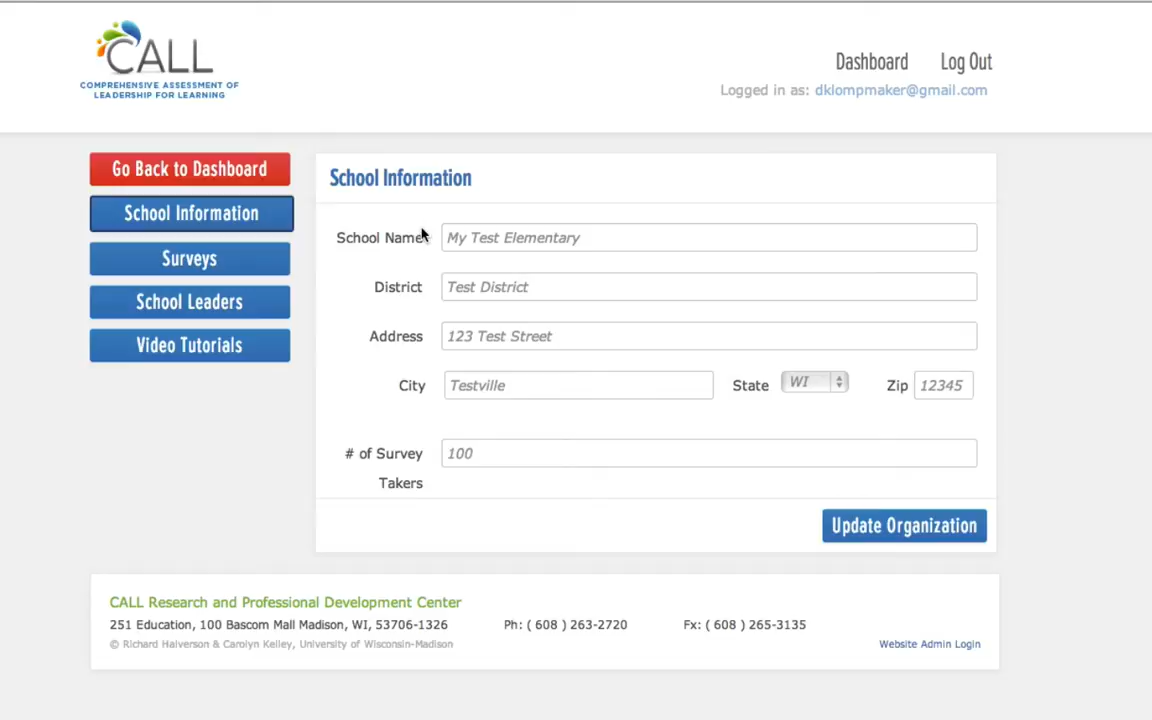 CALL
COMPREHENSIVE ASSESSMENT OF
LEADERSHIP FOR LEARNING
Dashboard Log Out
Logged in as: dklompmaker@gmail.com
Go Back to Dashboard
School Information
Surveys
School Leaders
Video Tutorials
School Information
School Name My Test Elementary
District Test District
Address 123 Test Street
City Testville State WI Zip 12345
# of Survey Takers 100
Update Organization
CALL Research and Professional Development Center
251 Education, 100 Bascom Mall Madison, WI, 53706-1326 Ph: ( 608 ) 263-2720 Fx: ( 608 ) 265-3135
© Richard Halverson & Carolyn Kelley, University of Wisconsin-Madison Website Admin Login